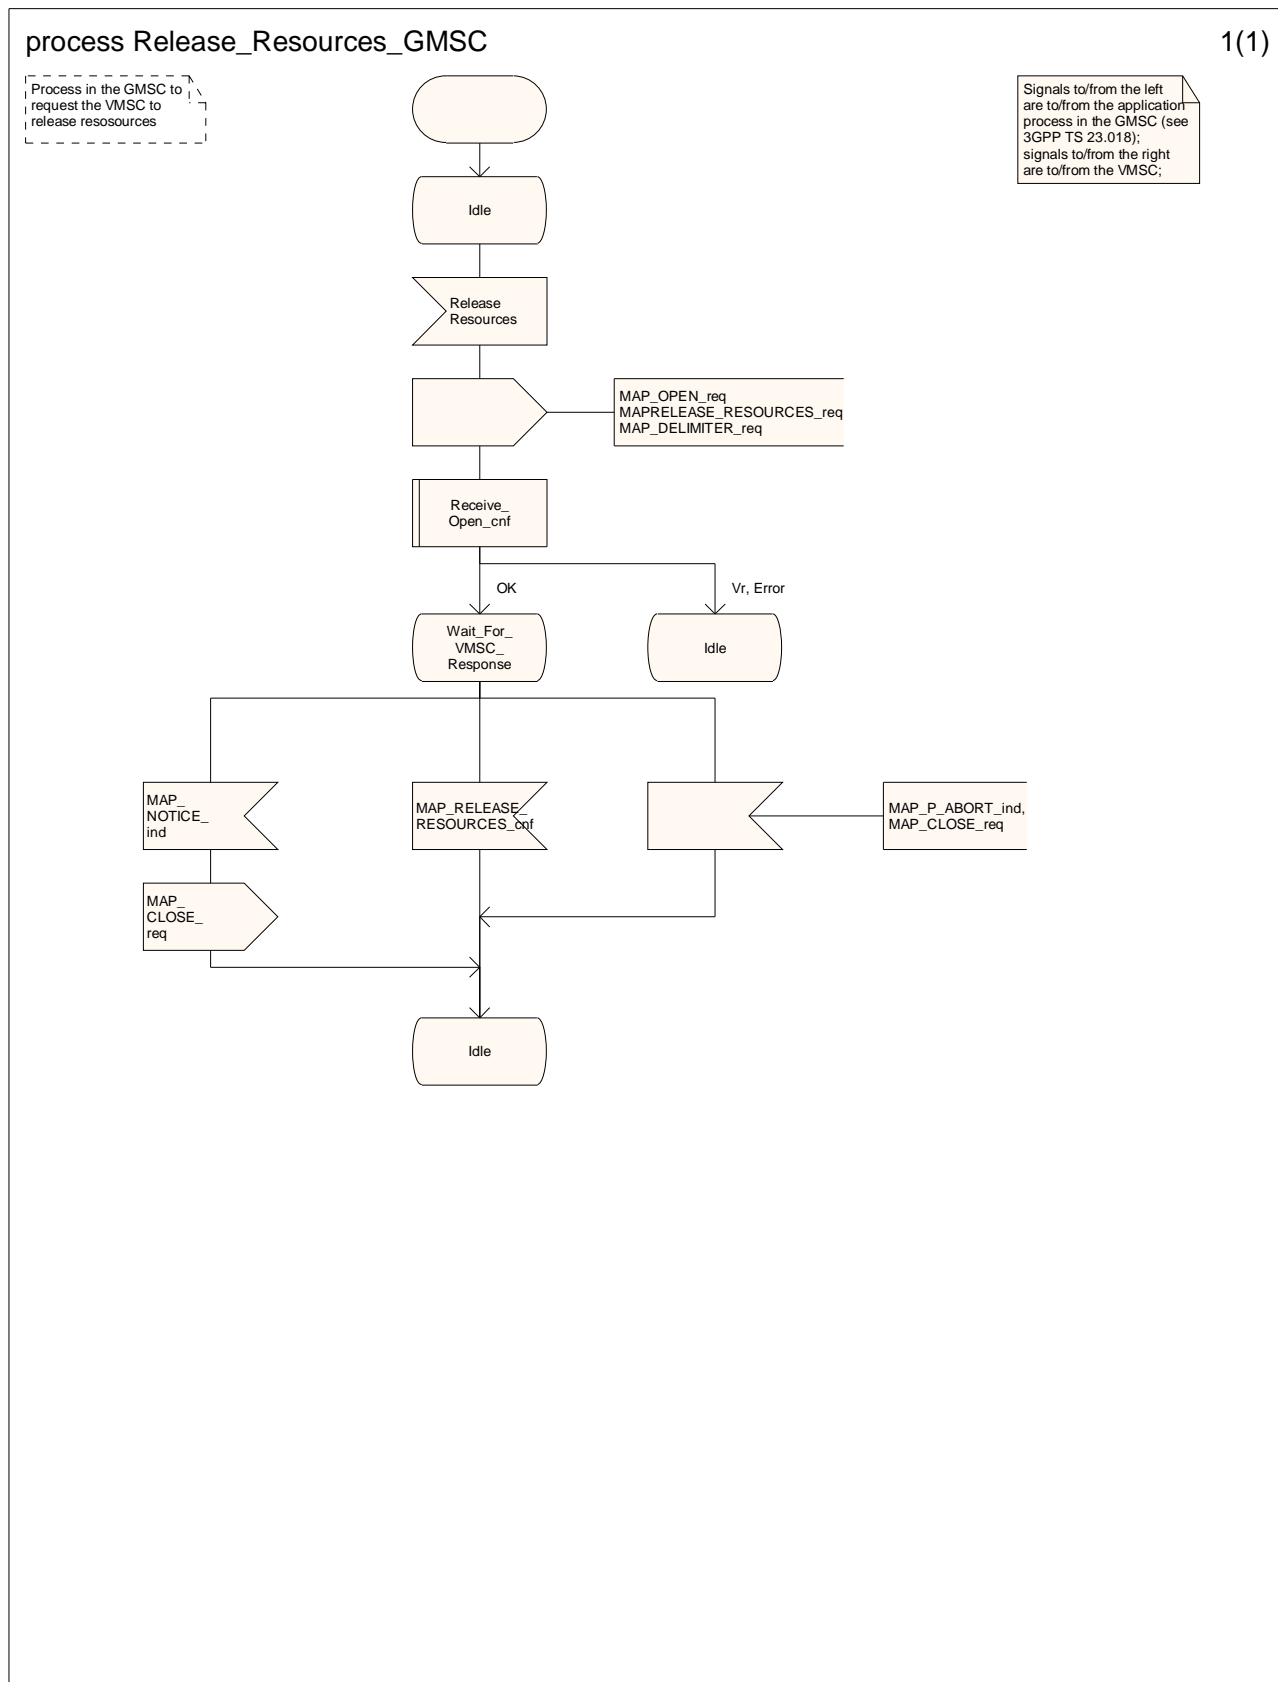 process Release_Resources_GMSC
1(1)
Process in the GMSC to
request the VMSC to
release resosources
Signals to/from the left
are to/from the application
process in the GMSC (see
3GPP TS 23.018);
signals to/from the right
are to/from the VMSC;
Idle
Release
Resources
MAP_OPEN_req
MAPRELEASE_RESOURCES_req
MAP_DELIMITER_req
Receive_
Open_cnf
OK
Vr, Error
Wait_For_
VMSC_
Response
Idle
MAP_
NOTICE_
ind
MAP_RELEASE_
RESOURCES_cnf
MAP_P_ABORT_ind,
MAP_CLOSE_req
MAP_
CLOSE_
req
Idle